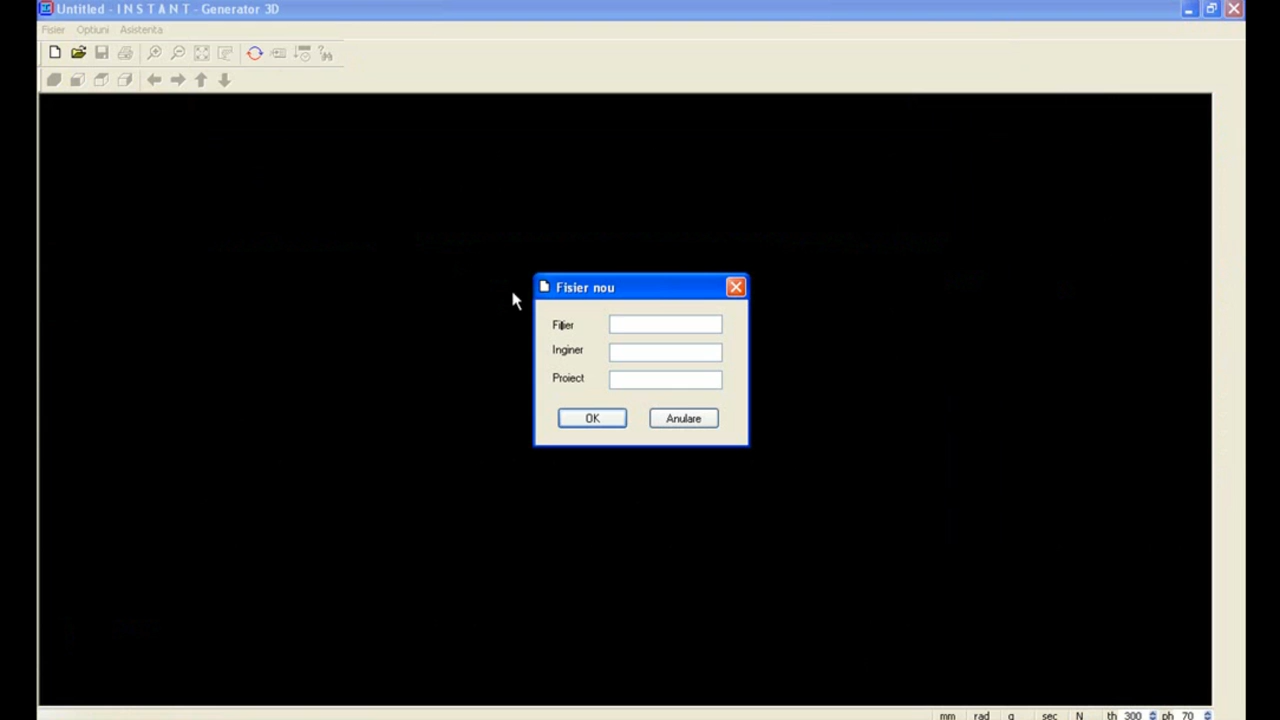 Untitled - I N S T A N T - Generator 3D
Fisier Optiuni Asistenta
Fisier nou
Fisier
Inginer
Proiect
OK Anulare
mm rad g sec N th 300 ph 70